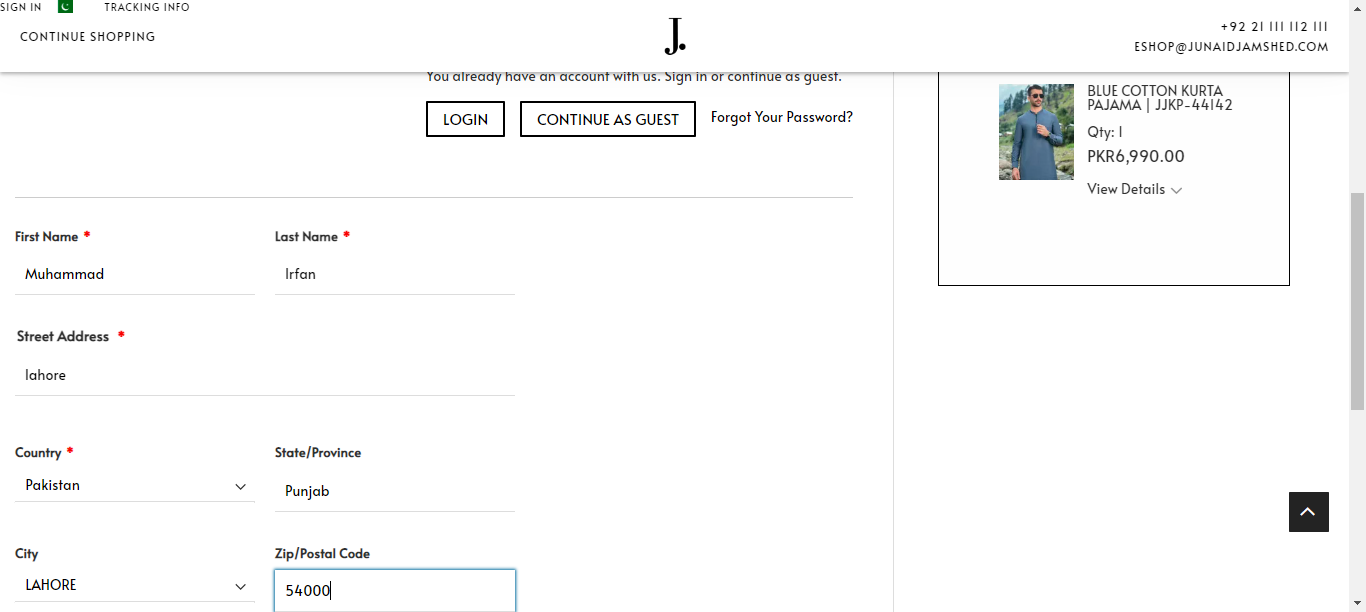 SIGN IN TRACKING INFO
CONTINUE SHOPPING
J.
+92 21 111 112 111
ESHOP@JUNAIDJAMSHED.COM
You already have an account with us. Sign in or continue as guest.
LOGIN CONTINUE AS GUEST Forgot Your Password?
First Name * Last Name *
Muhammad Irfan
Street Address *
lahore
Country * State/Province
Pakistan Punjab
City Zip/Postal Code
LAHORE 54000
BLUE COTTON KURTA
PAJAMA | JJKP-44142
Qty: 1
PKR6,990.00
View Details